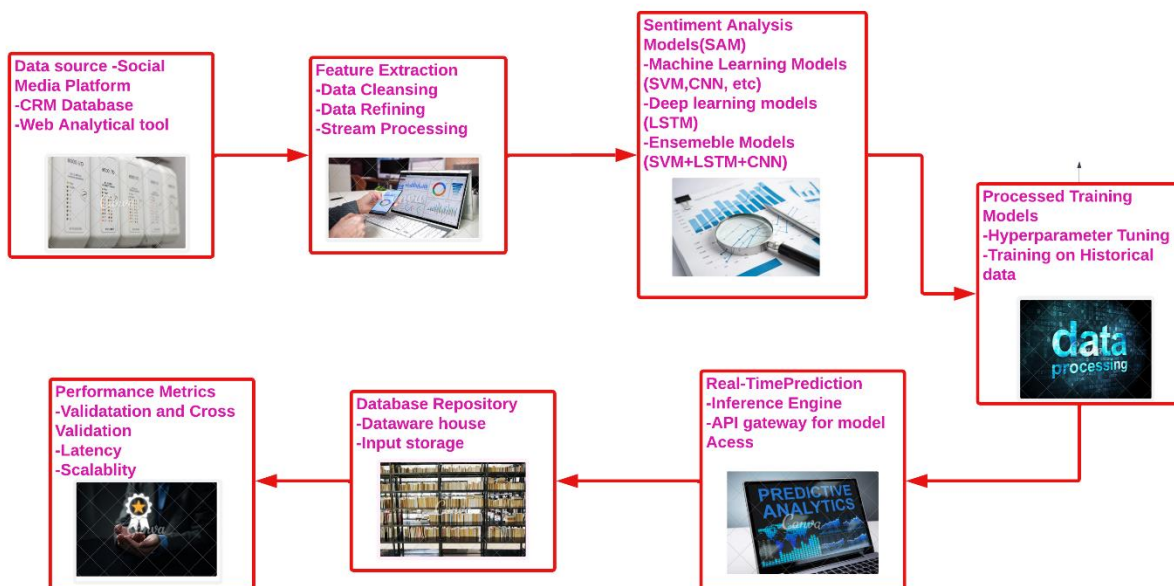 Data source -Social
Media Platform
-CRM Database
-Web Analytical tool
Feature Extraction
-Data Cleansing
-Data Refining
-Stream Processing
Sentiment Analysis
Models(SAM)
-Machine Learning Models
(SVM,CNN, etc)
-Deep learning models
(LSTM)
-Ensemeble Models
(SVM+LSTM+CNN)
Processed Training
Models
-Hyperparameter Tuning
-Training on Historical
data
data
processing
Real-TimePrediction
-Inference Engine
-API gateway for model
Acess
PREDICTIVE
ANALYTICS
Canva
Database Repository
-Dataware house
-Input storage
Performance Metrics
-Validatation and Cross
Validation
-Latency
-Scalablity
Canva